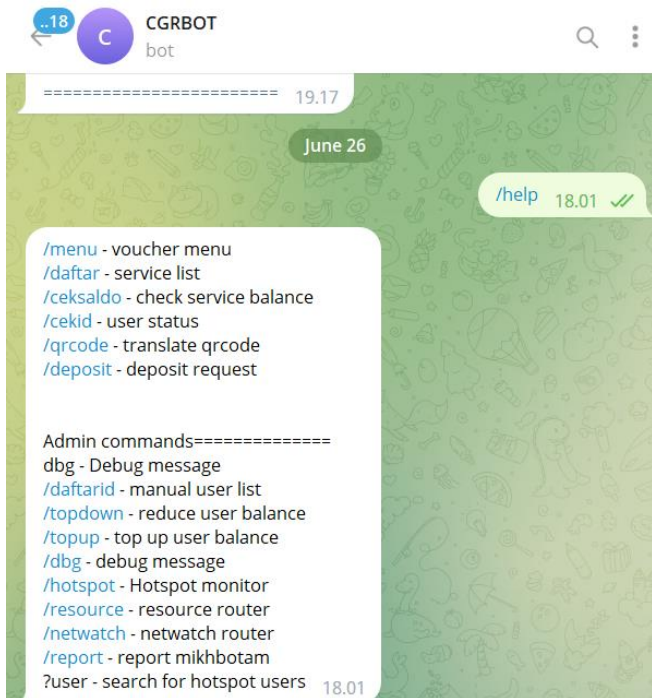 ..18
C
CGRBOT
bot
======================== 19.17
June 26
/help 18.01
/menu - voucher menu
/daftar - service list
/ceksaldo - check service balance
/cekid - user status
/qrcode - translate qrcode
/deposit - deposit request
Admin commands==============
dbg - Debug message
/daftarid - manual user list
/topdown - reduce user balance
/topup - top up user balance
/dbg - debug message
/hotspot - Hotspot monitor
/resource - resource router
/netwatch - netwatch router
/report - report mikhbotam
?user - search for hotspot users 18.01